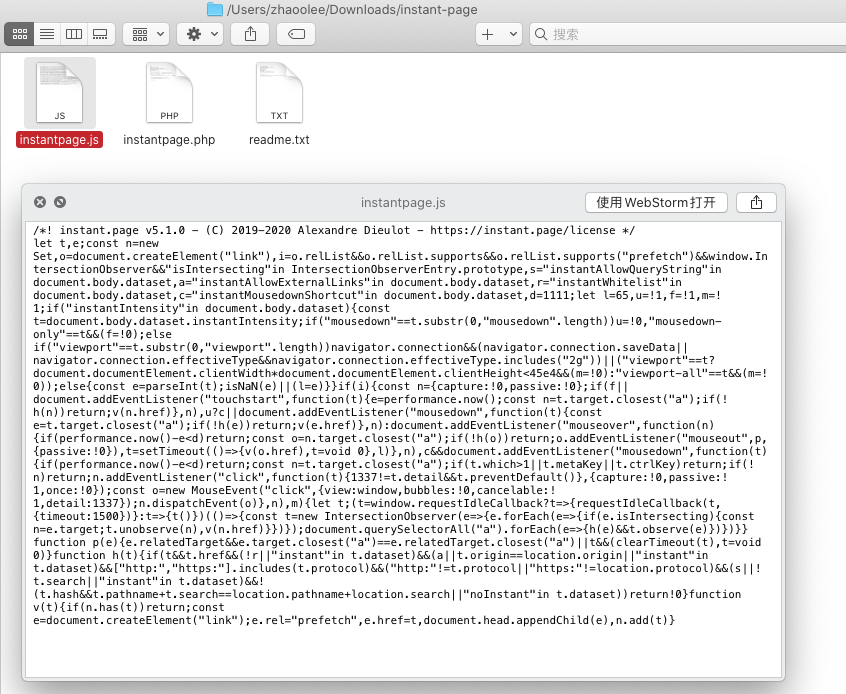 /Users/zhaoolee/Downloads/instant-page
搜索
JS
PHP
TXT
instantpage.js
instantpage.php
readme.txt
instantpage.js
使用WebStorm打开
/*! instant.page v5.1.0 - (C) 2019-2020 Alexandre Dieulot - https://instant.page/license */
let t,e;const n=new
Set,o=document.createElement("link"),i=o.relList&&o.relList.supports&&o.relList.supports("prefetch")&&window.In
tersectionObserver&&"isIntersecting"in IntersectionObserverEntry.prototype,s="instantAllowQueryString"in
document.body.dataset,a="instantAllowExternalLinks"in document.body.dataset,r="instantWhitelist"in
document.body.dataset,c="instantMousedownShortcut"in document.body.dataset,d=1111;let l=65,u=!1,f=!1,m=!
1;if("instantIntensity"in document.body.dataset){const
t=document.body.dataset.instantIntensity;if("mousedown"==t.substr(0,"mousedown".length))u=!0,"mousedown-
only"==t&&(f=!0);else
if("viewport"==t.substr(0,"viewport".length))navigator.connection&&(navigator.connection.saveData||
navigator.connection.effectiveType&&navigator.connection.effectiveType.includes("2g"))||("viewport"==t?
document.documentElement.clientWidth*document.documentElement.clientHeight<45e4&&(m=!0):"viewport-all"==t&&(m=!
0));else{const e=parseInt(t);isNaN(e)||(l=e)}}if(i){const n={capture:!0,passive:!0};if(f||
document.addEventListener("touchstart",function(t){e=performance.now();const n=t.target.closest("a");if(!
h(n))return;v(n.href)},n),u?c||document.addEventListener("mousedown",function(t){const
e=t.target.closest("a");if(!h(e))return;v(e.href)},n):document.addEventListener("mouseover",function(n)
{if(performance.now()-e<d)return;const o=n.target.closest("a");if(!h(o))return;o.addEventListener("mouseout",p,
{passive:!0}),t=setTimeout(()=>{v(o.href),t=void 0},l)},n),c&&document.addEventListener("mousedown",function(t)
{if(performance.now()-e<d)return;const n=t.target.closest("a");if(t.which>1||t.metaKey||t.ctrlKey)return;if(!
n)return;n.addEventListener("click",function(t){1337!=t.detail&&t.preventDefault()},{capture:!0,passive:!
1,once:!0});const o=new MouseEvent("click",{view:window,bubbles:!0,cancelable:!
1,detail:1337});n.dispatchEvent(o)},n),m){let t;(t=window.requestIdleCallback?t=>{requestIdleCallback(t,
{timeout:1500})}:t=>{t()})(()=>{const t=new IntersectionObserver(e=>{e.forEach(e=>{if(e.isIntersecting){const
n=e.target;t.unobserve(n),v(n.href)}})});document.querySelectorAll("a").forEach(e=>{h(e)&&t.observe(e)})})}}
function p(e){e.relatedTarget&&e.target.closest("a")==e.relatedTarget.closest("a")||t&&(clearTimeout(t),t=void
0)}function h(t){if(t&&t.href&&(!r||"instant"in t.dataset)&&(a||t.origin==location.origin||"instant"in
t.dataset)&&["http:","https:"].includes(t.protocol)&&("http:"!=t.protocol||"https:"!=location.protocol)&&(s||!
t.search||"instant"in t.dataset)&&!
(t.hash&&t.pathname+t.search==location.pathname+location.search||"noInstant"in t.dataset))return!0}function
v(t){if(n.has(t))return;const
e=document.createElement("link");e.rel="prefetch",e.href=t,document.head.appendChild(e),n.add(t)}